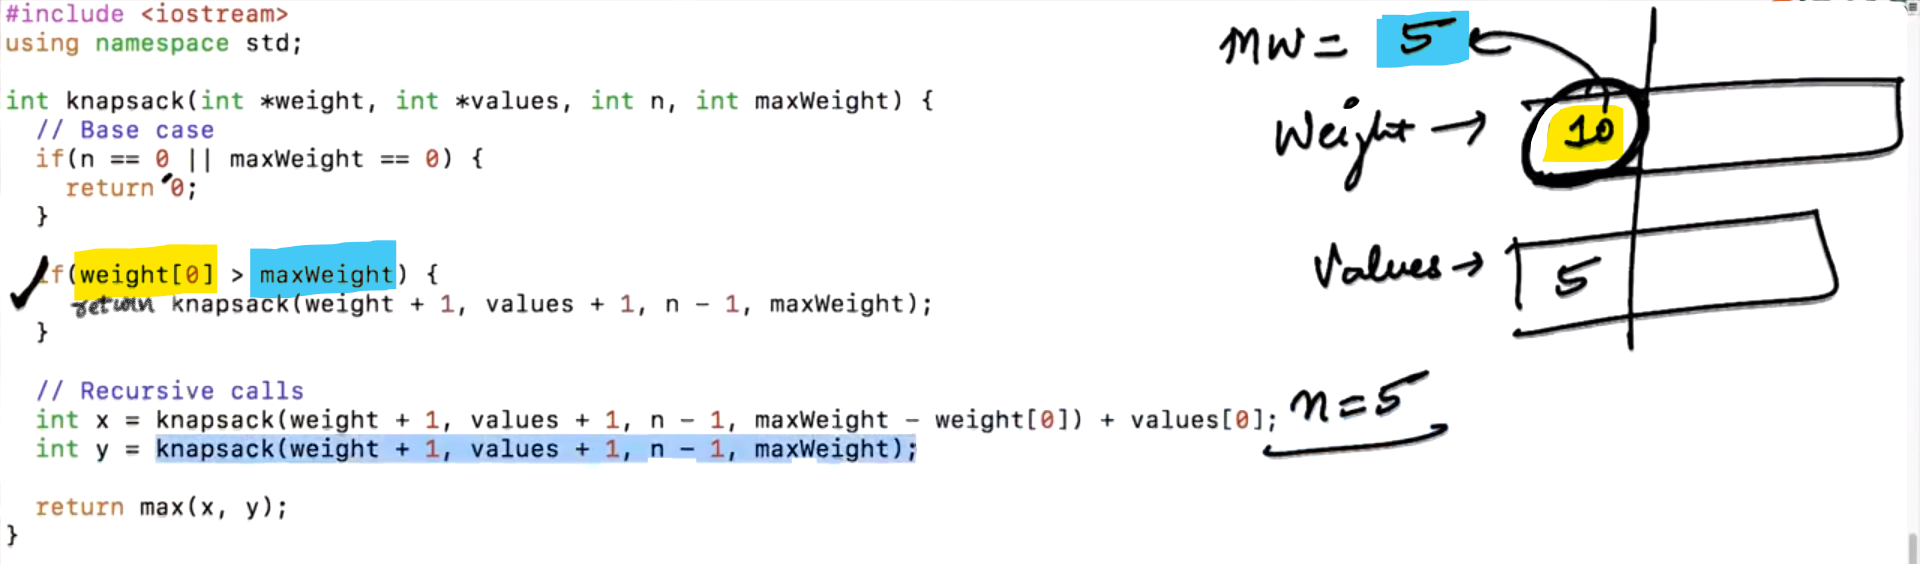 #include <iostream>
using namespace std;
int knapsack(int *weight, int *values, int n, int maxWeight) {
// Base case
if(n == 0 || maxWeight == 0) {
return 0;
}
if(weight[0] > maxWeight) {
return knapsack(weight + 1, values + 1, n - 1, maxWeight);
}
// Recursive calls
int x = knapsack(weight + 1, values + 1, n - 1, maxWeight - weight[0]) + values[0];
int y = knapsack(weight + 1, values + 1, n - 1, maxWeight);
return max(x, y);
}
MW = 5
Weight → 10
Values → 5
n=5